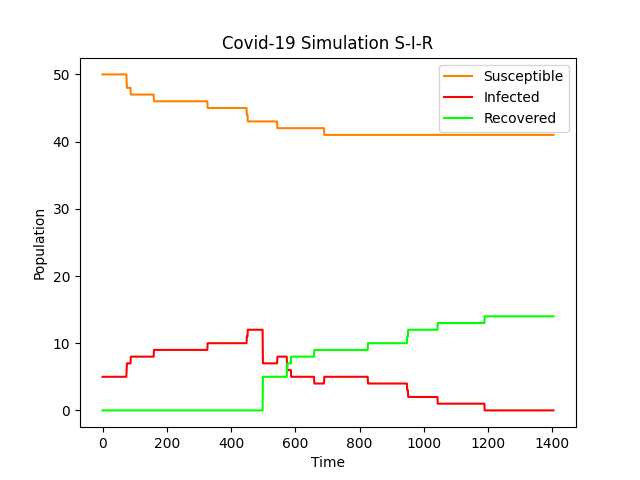 Covid-19 Simulation S-I-R
Susceptible
Infected
Recovered
Population
50
40
30
20
10
0
0 200 400 600 800 1000 1200 1400
Time